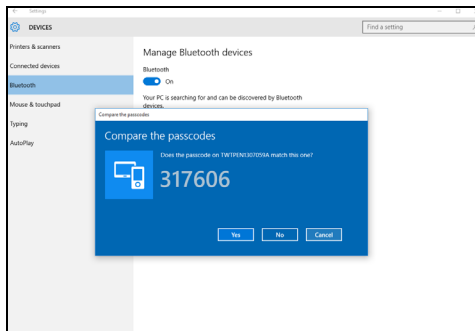 Settings
DEVICES
Find a setting
Printers & scanners
Connected devices
Bluetooth
Mouse & touchpad
Typing
AutoPlay
Manage Bluetooth devices
Bluetooth
On
Your PC is searching for and can be discovered by Bluetooth
devices.
Compare the passcodes
Compare the passcodes
Does the passcode on TWTPEN1307059A match this one?
317606
Yes No Cancel